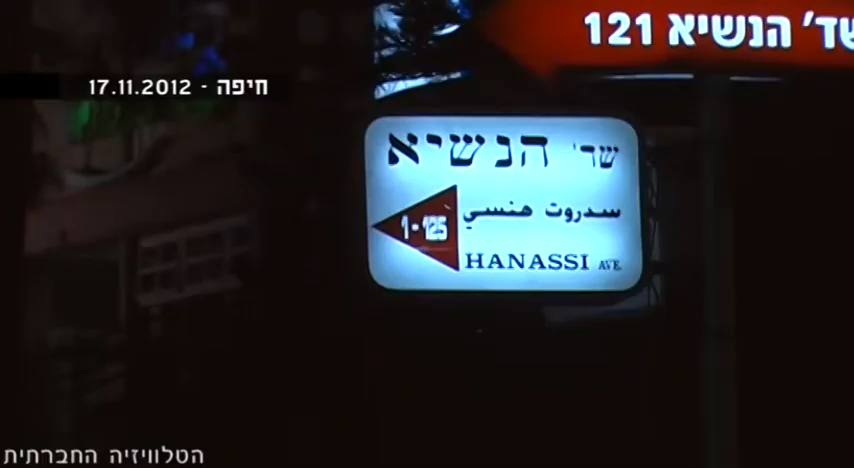 שד' הנשיא 121
חיפה - 17.11.2012
שד' הנשיא
سدروت هنسي
1-125
HANASSI AVE.
הטלוויזיה החברתית